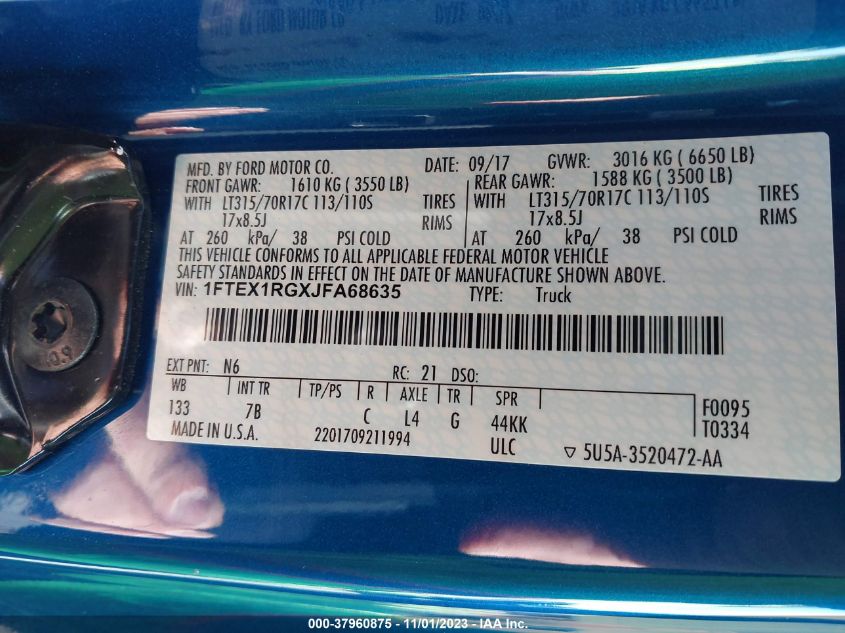 MFD. BY FORD MOTOR CO. DATE: 09/17 GVWR: 3016 KG ( 6650 LB)
FRONT GAWR: 1610 KG ( 3550 LB) REAR GAWR: 1588 KG ( 3500 LB)
WITH LT315/70R17C 113/110S TIRES WITH LT315/70R17C 113/110S TIRES
17x8.5J RIMS 17x8.5J RIMS
AT 260 kPa/ 38 PSI COLD AT 260 kPa/ 38 PSI COLD
THIS VEHICLE CONFORMS TO ALL APPLICABLE FEDERAL MOTOR VEHICLE
SAFETY STANDARDS IN EFFECT ON THE DATE OF MANUFACTURE SHOWN ABOVE.
VIN: 1FTEX1RGXJFA68635 TYPE: Truck
EXT PNT: N6 RC: 21 DSO:
WB INT TR TP/PS R AXLE TR SPR F0095
133 7B C L4 G 44KK T0334
MADE IN U.S.A. 2201709211994 ULC ▽ 5U5A-3520472-AA
10.9
000-37960875 - 11/01/2023 - IAA Inc.